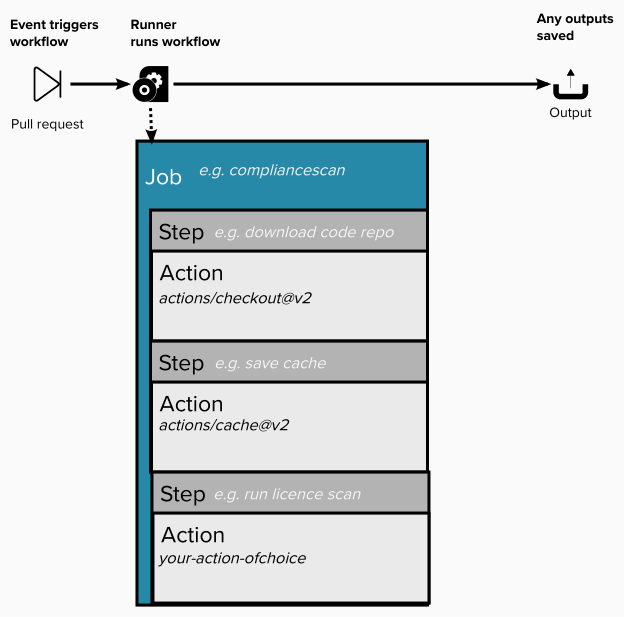 Event triggers
workflow
Runner
runs workflow
Any outputs
saved
Pull request
Output
Job e.g. compliancescan
Step e.g. download code repo
Action
actions/checkout@v2
Step e.g. save cache
Action
actions/cache@v2
Step e.g. run licence scan
Action
your-action-ofchoice